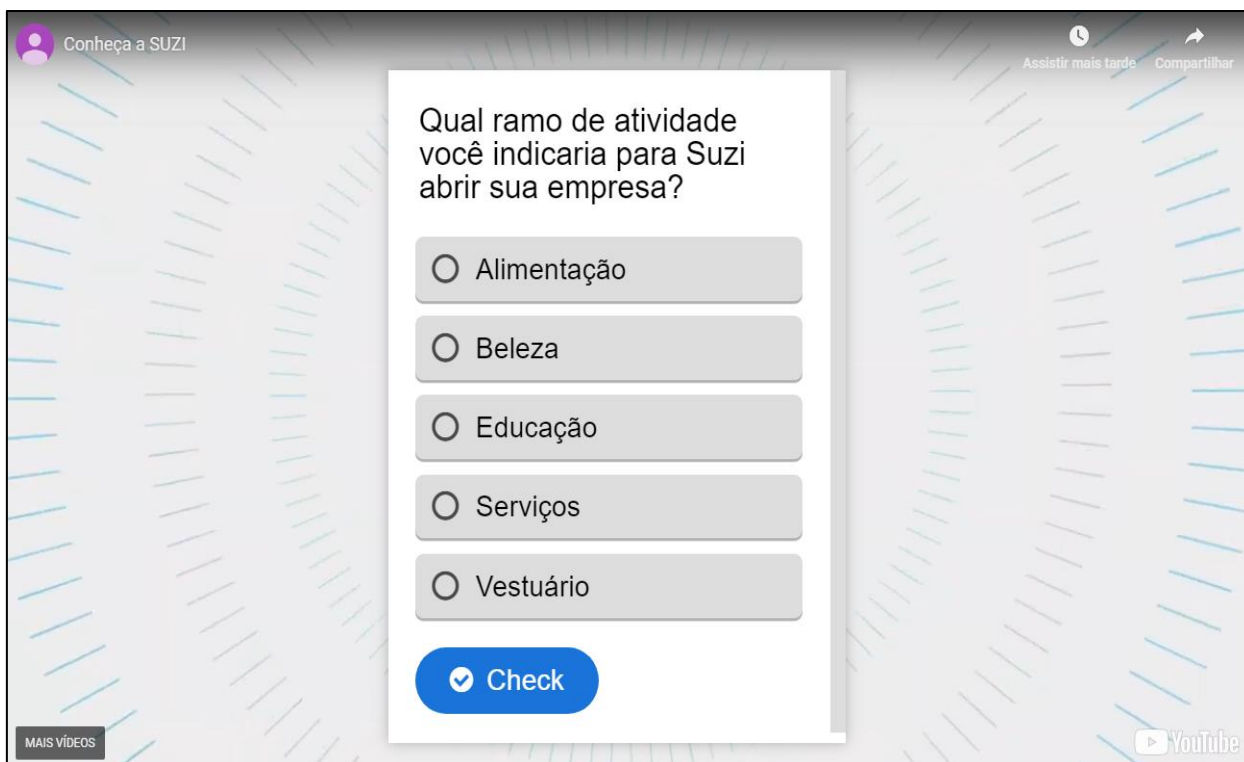 Conheça a SUZI
Assistir mais tarde
Compartilhar
Qual ramo de atividade
você indicaria para Suzi
abrir sua empresa?
Alimentação
Beleza
Educação
Serviços
Vestuário
Check
MAIS VÍDEOS
YouTube